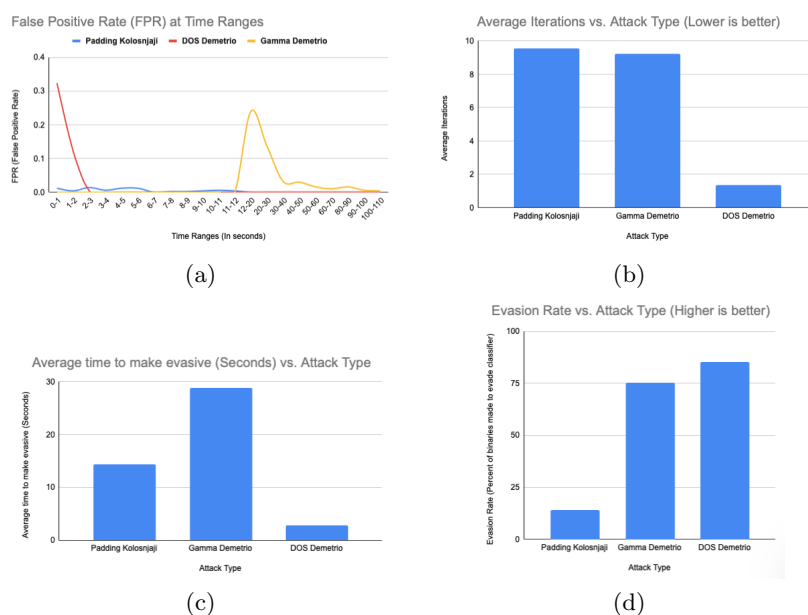 False Positive Rate (FPR) at Time Ranges
Padding Kolosnjaji DOS Demetrio Gamma Demetrio
FPR (False Positive Rate)
0.4
0.3
0.2
0.1
0.0
0-1 1-2 2-3 3-4 4-5 5-6 6-7 7-8 8-9 9-10 10-11 11-12 12-20 20-30 30-40 40-50 50-60 60-70 80-90 90-100 100-110
Time Ranges (In seconds)
(a)
Average Iterations vs. Attack Type (Lower is better)
Average Iterations
10
8
6
4
2
0
Padding Kolosnjaji Gamma Demetrio DOS Demetrio
Attack Type
(b)
Average time to make evasive (Seconds) vs. Attack Type
Average time to make evasive (Seconds)
30
20
10
0
Padding Kolosnjaji Gamma Demetrio DOS Demetrio
Attack Type
(c)
Evasion Rate vs. Attack Type (Higher is better)
Evasion Rate (Percent of binaries made to evade classifier)
100
75
50
25
0
Padding Kolosnjaji Gamma Demetrio DOS Demetrio
Attack Type
(d)